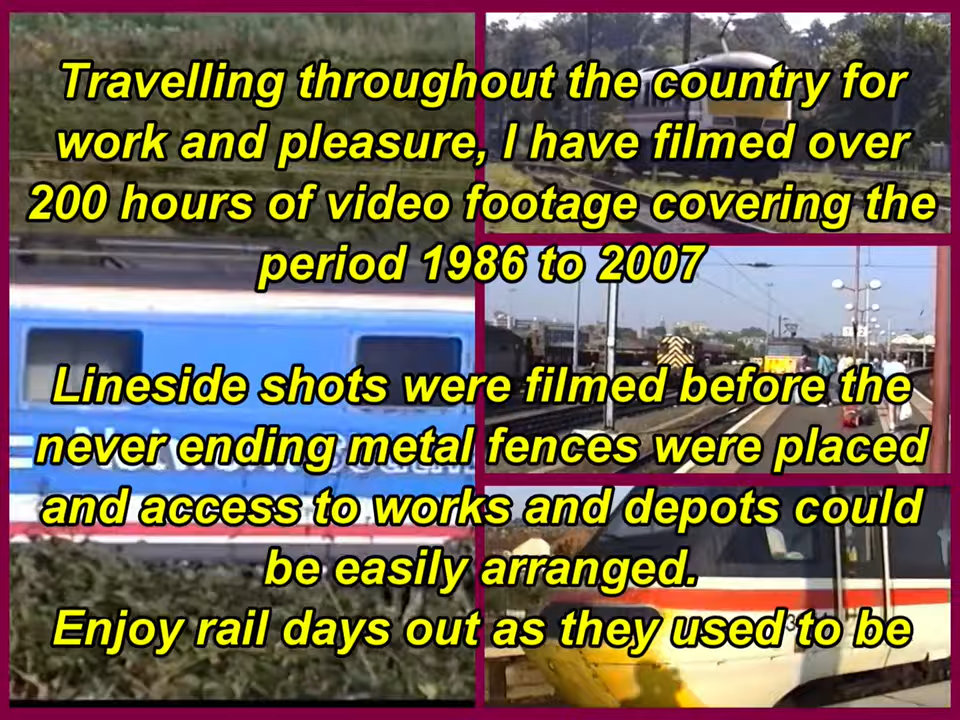 Travelling throughout the country for
work and pleasure, I have filmed over
200 hours of video footage covering the
period 1986 to 2007
Lineside shots were filmed before the
never ending metal fences were placed
and access to works and depots could
be easily arranged.
Enjoy rail days out as they used to be